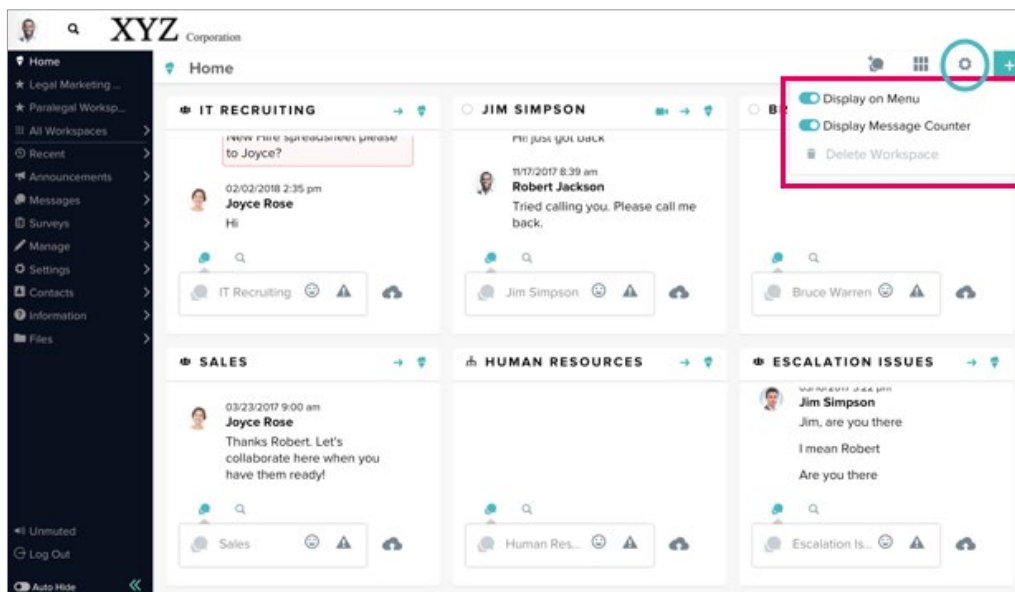 XYZ Corporation
Home
Legal Marketing ...
Paralegal Worksp...
All Workspaces
Recent
Announcements
Messages
Surveys
Manage
Settings
Contacts
Information
Files
Unmuted
Log Out
Auto Hide
Home
Display on Menu
Display Message Counter
Delete Workspace
IT RECRUITING
New Hire spreadsheet please
to Joyce?
02/02/2018 2:35 pm
Joyce Rose
Hi
IT Recruiting
JIM SIMPSON
Hi! just got back
11/17/2017 8:39 am
Robert Jackson
Tried calling you. Please call me
back.
Jim Simpson
BR
Bruce Warren
SALES
03/23/2017 9:00 am
Joyce Rose
Thanks Robert. Let's
collaborate here when you
have them ready!
Sales
HUMAN RESOURCES
Human Res...
ESCALATION ISSUES
Jim Simpson
Jim, are you there
I mean Robert
Are you there
Escalation Is...